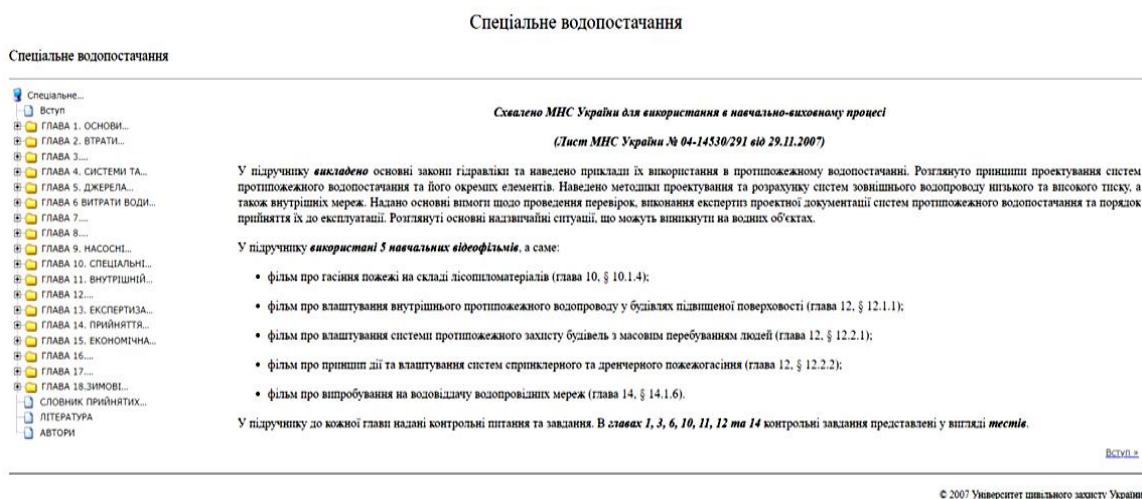 Спеціальне водопостачання
Спеціальне водопостачання
Спеціальне...
Вступ
ГЛАВА 1. ОСНОВИ...
ГЛАВА 2. ВТРАТИ...
ГЛАВА 3....
ГЛАВА 4. СИСТЕМИ ТА...
ГЛАВА 5. ДЖЕРЕЛА...
ГЛАВА 6 ВИТРАТИ ВОДИ...
ГЛАВА 7....
ГЛАВА 8....
ГЛАВА 9. НАСОСНІ...
ГЛАВА 10. СПЕЦІАЛЬНІ...
ГЛАВА 11. ВНУТРІШНІЙ...
ГЛАВА 12....
ГЛАВА 13. ЕКСПЕРТИЗА...
ГЛАВА 14. ПРИЙНЯТТЯ...
ГЛАВА 15. ЕКОНОМІЧНА...
ГЛАВА 16....
ГЛАВА 17....
ГЛАВА 18.ЗИМОВІ...
СЛОВНИК ПРИЙНЯТИХ...
ЛІТЕРАТУРА
АВТОРИ
Схвалено МНС України для використання в навчально-виховному процесі
(Лист МНС України № 04-14530/291 від 29.11.2007)
У підручнику викладено основні закони гідравліки та наведено приклади їх використання в протипожежному водопостачанні. Розглянуто принципи проектування систем
протипожежного водопостачання та його окремих елементів. Наведено методики проектування та розрахунку систем зовнішнього водопроводу низького та високого тиску, а
також внутрішніх мереж. Надано основні вимоги щодо проведення перевірок, виконання експертиз проектної документації систем протипожежного водопостачання та порядок
прийняття їх до експлуатації. Розглянуті основні надзвичайні ситуації, що можуть виникнути на водних об'єктах.
У підручнику використані 5 навчальних відеофільмів, а саме:
• фільм про гасіння пожежі на складі лісопиломатеріалів (глава 10, § 10.1.4);
• фільм про влаштування внутрішнього протипожежного водопроводу у будівлях підвищеної поверховості (глава 12, § 12.1.1);
• фільм про влаштування системи протипожежного захисту будівель з масовим перебуванням людей (глава 12, § 12.2.1);
• фільм про принцип дії та влаштування систем спринклерного та дренчерного пожежогасіння (глава 12, § 12.2.2);
• фільм про випробування на водовіддачу водопровідних мереж (глава 14, § 14.1.6).
У підручнику до кожної глави надані контрольні питання та завдання. В главах 1, 3, 6, 10, 11, 12 та 14 контрольні завдання представлені у вигляді тестів.
Вступ »
© 2007 Університет цивільного захисту України